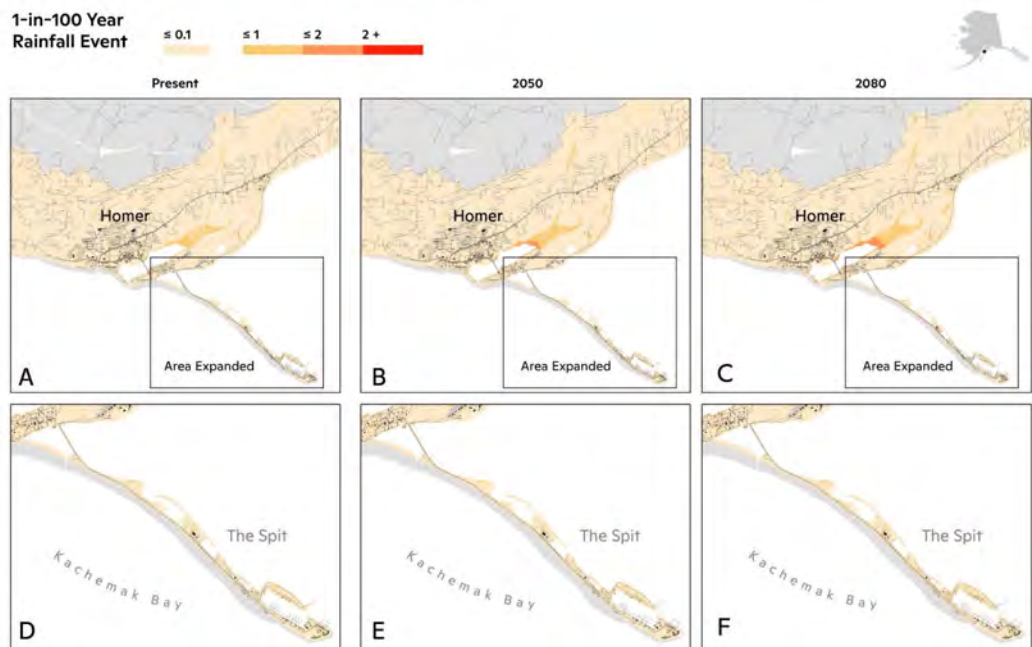 1-in-100 Year
Rainfall Event
≤ 0.1 ≤ 1 ≤ 2 2 +
Present 2050 2080
Homer Homer Homer
Area Expanded Area Expanded Area Expanded
A B C
The Spit The Spit The Spit
Kachemak Bay Kachemak Bay Kachemak Bay
D E F